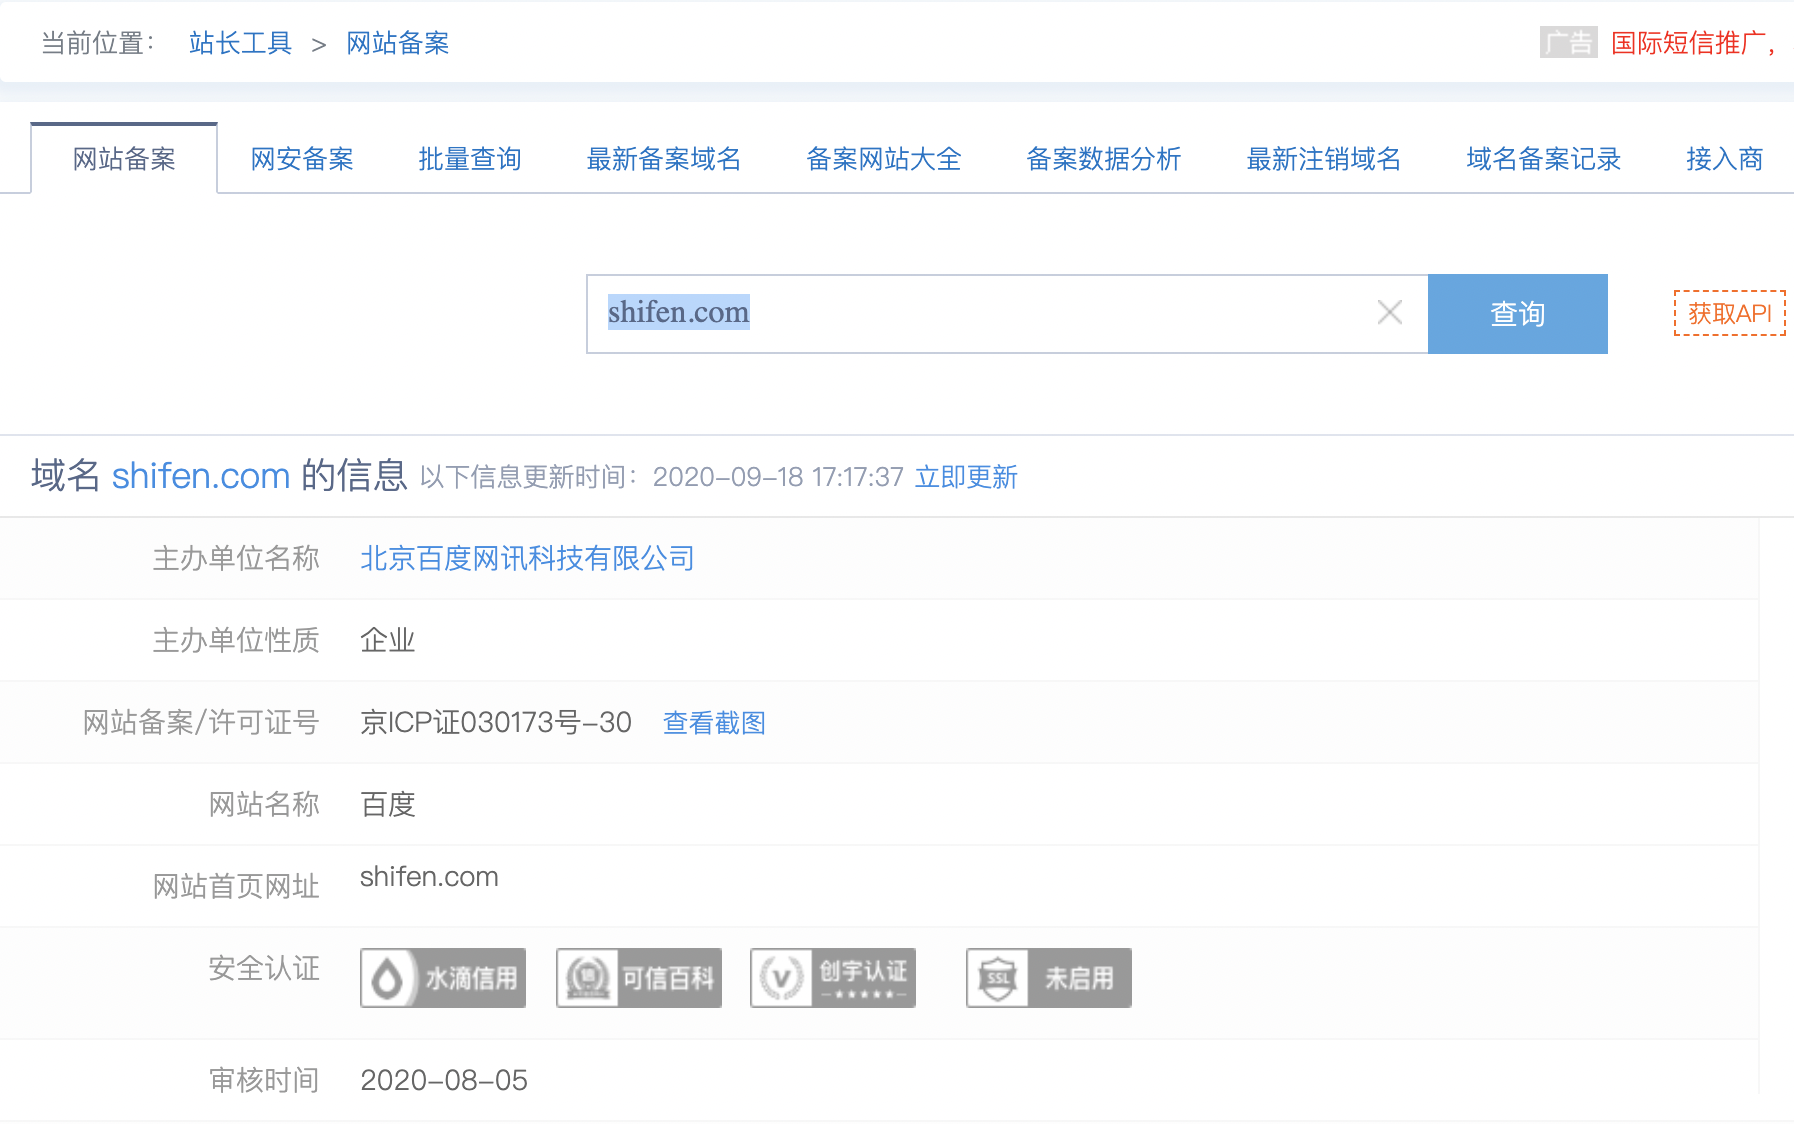 当前位置： 站长工具 > 网站备案 广告 国际短信推广，
网站备案 网安备案 批量查询 最新备案域名 备案网站大全 备案数据分析 最新注销域名 域名备案记录 接入商
shifen.com 查询 获取API
域名 shifen.com 的信息 以下信息更新时间：2020-09-18 17:17:37 立即更新
主办单位名称 北京百度网讯科技有限公司
主办单位性质 企业
网站备案/许可证号 京ICP证030173号-30 查看截图
网站名称 百度
网站首页网址 shifen.com
安全认证 水滴信用 信 可信百科 V 创宇认证 SSL 未启用
审核时间 2020-08-05